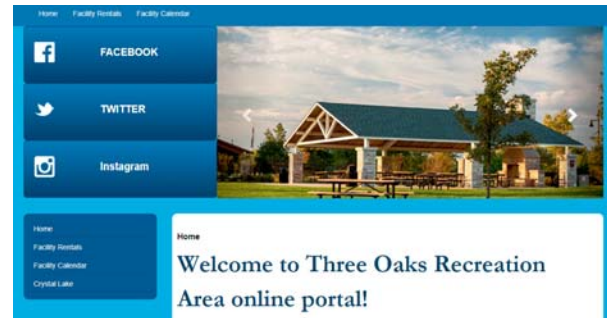 Home Facility Rentals Facility Calendar
FACEBOOK
TWITTER
Instagram
Home
Facility Rentals
Facility Calendar
Crystal Lake
Home
Welcome to Three Oaks Recreation
Area online portal!